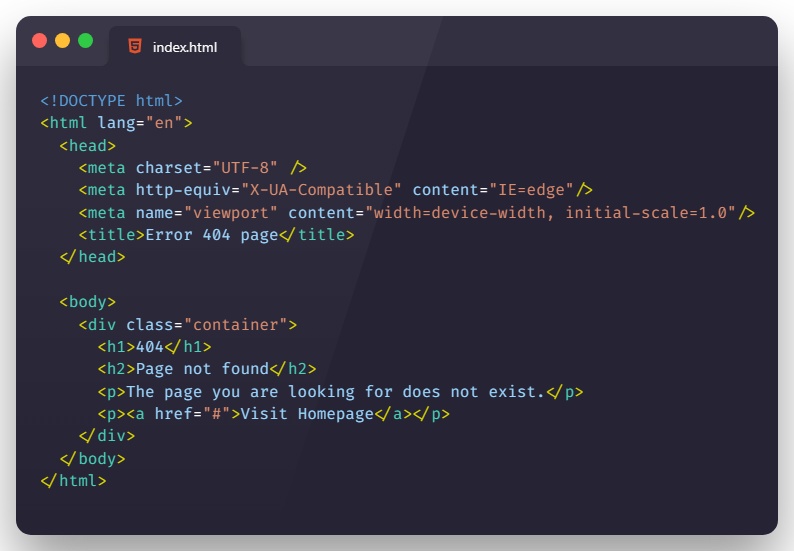 index.html
<!DOCTYPE html>
<html lang="en">
<head>
<meta charset="UTF-8" />
<meta http-equiv="X-UA-Compatible" content="IE=edge"/>
<meta name="viewport" content="width=device-width, initial-scale=1.0"/>
<title>Error 404 page</title>
</head>
<body>
<div class="container">
<h1>404</h1>
<h2>Page not found</h2>
<p>The page you are looking for does not exist.</p>
<p><a href="#">Visit Homepage</a></p>
</div>
</body>
</html>